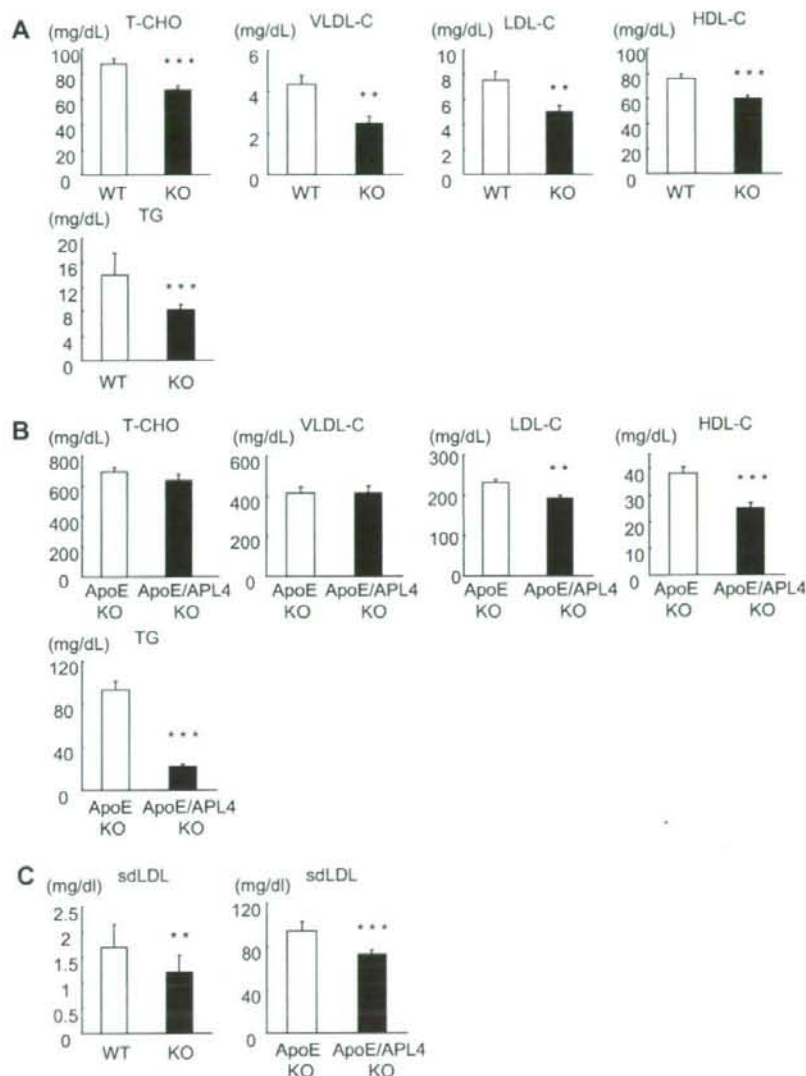 A
T-CHO
(mg/dL)
100
80
60
40
20
0
* * *
WT KO
VLDL-C
(mg/dL)
6
4
2
0
* *
WT KO
LDL-C
(mg/dL)
10
8
6
4
2
0
* *
WT KO
HDL-C
(mg/dL)
100
80
60
40
20
0
* * *
WT KO
TG
(mg/dL)
20
16
12
8
4
0
* * *
WT KO
B
T-CHO
(mg/dL)
800
600
400
200
0
ApoE ApoE/APL4
KO KO
VLDL-C
(mg/dL)
600
400
200
0
ApoE ApoE/APL4
KO KO
LDL-C
(mg/dL)
300
200
100
0
* *
ApoE ApoE/APL4
KO KO
HDL-C
(mg/dL)
40
30
20
10
0
* * *
ApoE ApoE/APL4
KO KO
TG
(mg/dL)
120
80
40
0
* * *
ApoE ApoE/APL4
KO KO
C
sdLDL
(mg/dl)
2.5
2
1.5
1
0.5
0
* *
WT KO
sdLDL
(mg/dl)
120
80
40
0
* * *
ApoE ApoE/APL4
KO KO